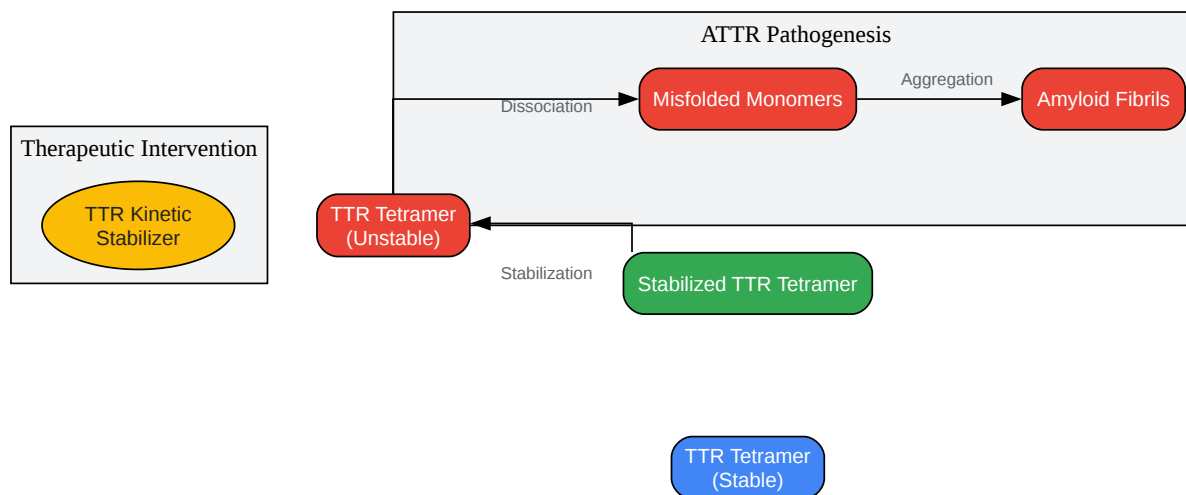 ATTR Pathogenesis
Misfolded Monomers
Aggregation
Amyloid Fibrils
Dissociation
Therapeutic Intervention
TTR Kinetic
Stabilizer
TTR Tetramer
(Unstable)
Stabilization
Stabilized TTR Tetramer
TTR Tetramer
(Stable)